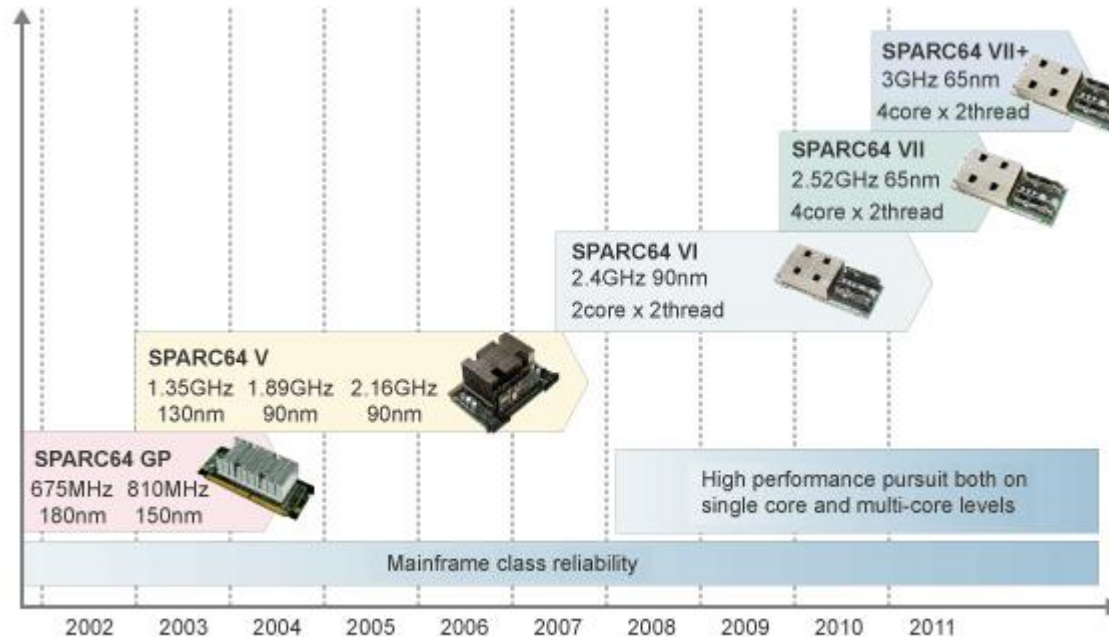 SPARC64 VII+
3GHz 65nm
4core x 2thread
SPARC64 VII
2.52GHz 65nm
4core x 2thread
SPARC64 VI
2.4GHz 90nm
2core x 2thread
SPARC64 V
1.35GHz 1.89GHz 2.16GHz
130nm 90nm 90nm
SPARC64 GP
675MHz 810MHz
180nm 150nm
High performance pursuit both on
single core and multi-core levels
Mainframe class reliability
2002 2003 2004 2005 2006 2007 2008 2009 2010 2011